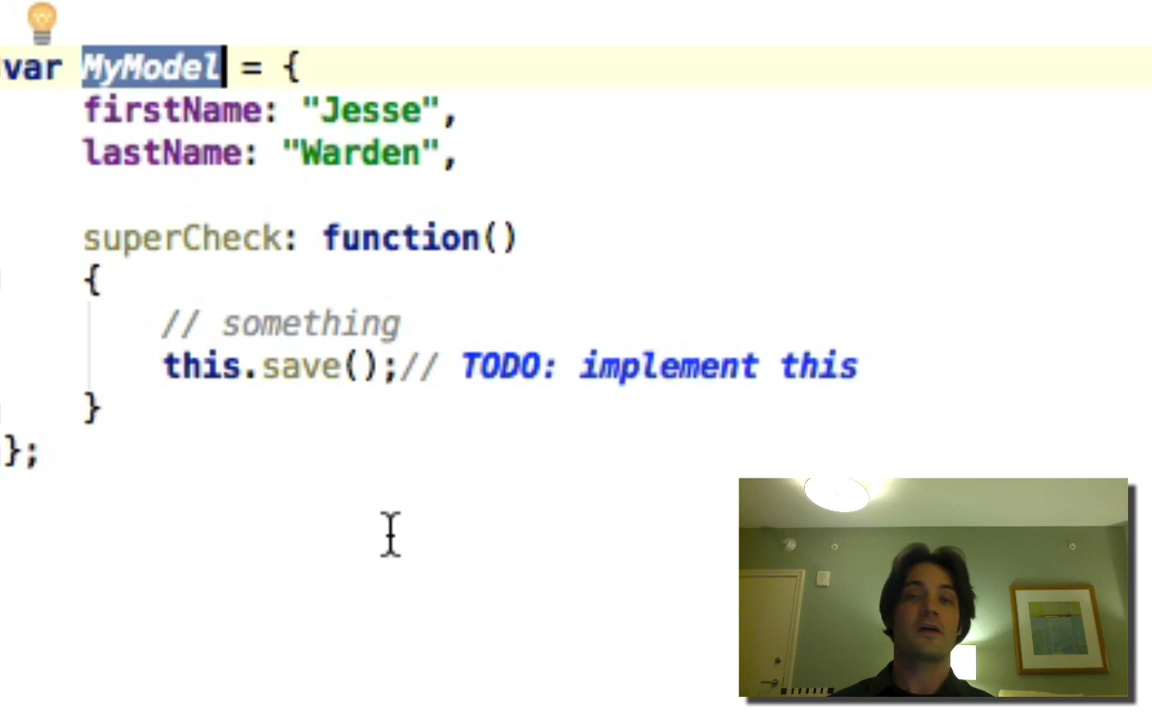 var MyModel = {
firstName: "Jesse",
lastName: "Warden",
superCheck: function()
{
// something
this.save();// TODO: implement this
}
};